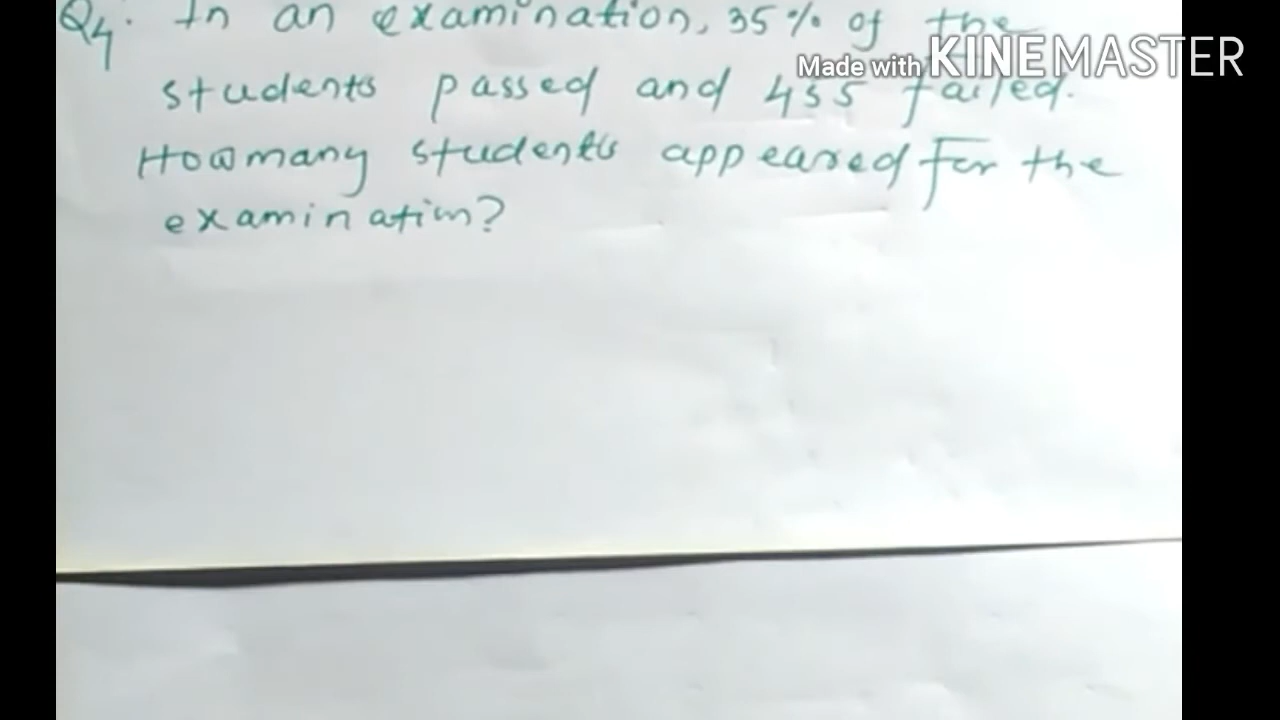 Q4. In an examination, 35% of the
Made with KINEMASTER
students passed and 455 failed.
How many students appeared for the
examination?